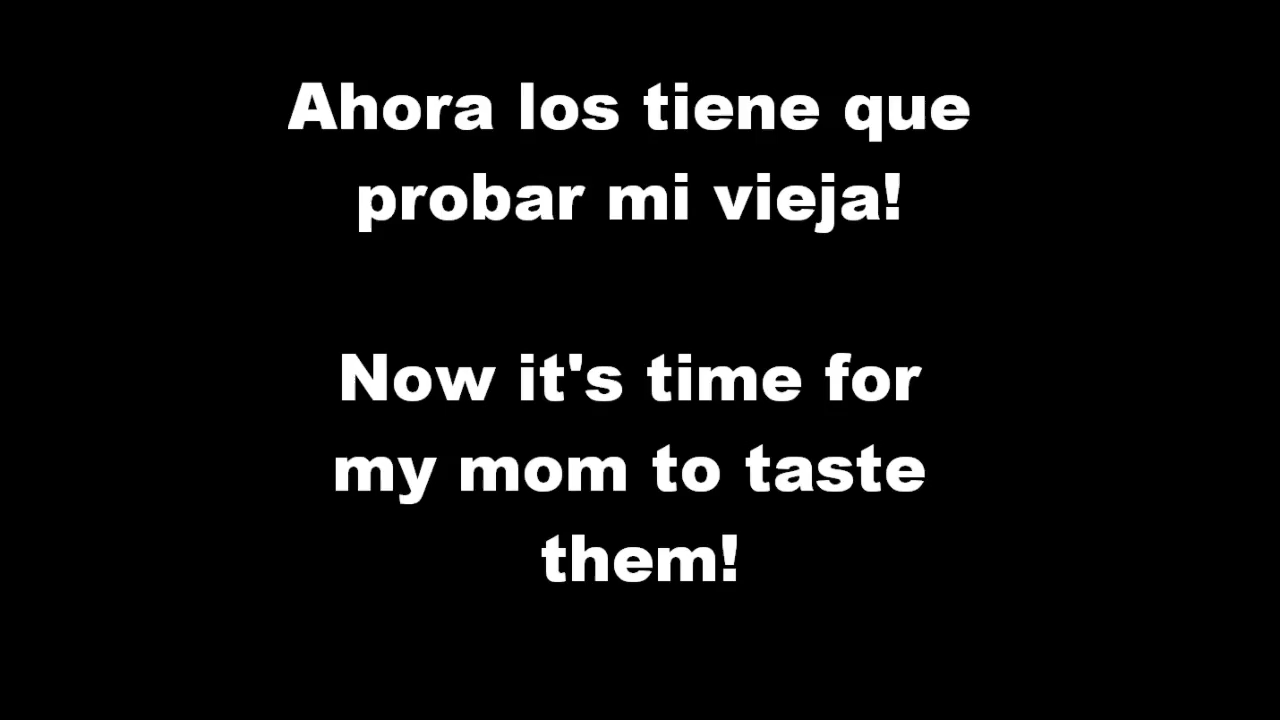 Ahora los tiene que
probar mi vieja!
Now it's time for
my mom to taste
them!